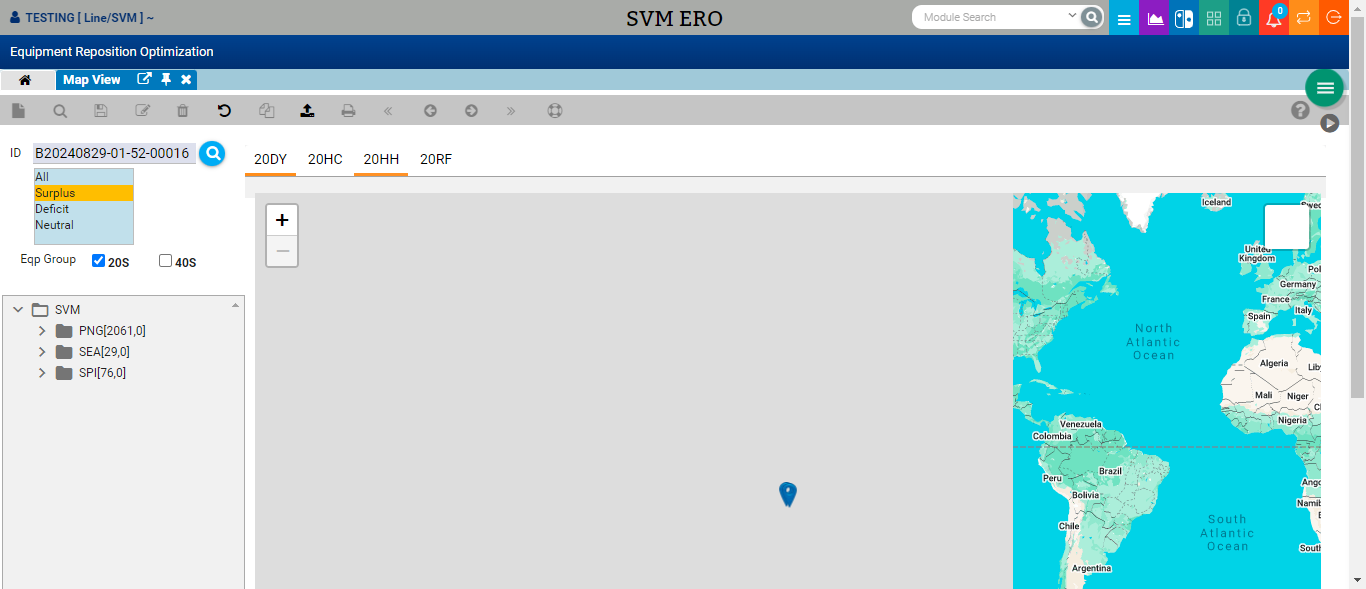 TESTING [ Line/SVM ] ~
SVM ERO
Module Search
0
Equipment Reposition Optimization
Map View
ID
B20240829-01-52-00016
All
Surplus
Deficit
Neutral
Eqp Group
20S
40S
SVM
PNG[2061,0]
SEA[29,0]
SPI[76,0]
20DY
20HC
20HH
20RF
+
−
Iceland
Swed
United
Kingdom
Pol
Germany
France
Italy
Spain
North
Atlantic
Ocean
Algeria
Lib
Mali
Niger
Nigeria
Venezuela
Colombia
Brazil
Peru
Ango
Bolivia
Namib
Chile
South
Atlantic
Ocean
South
Argentina